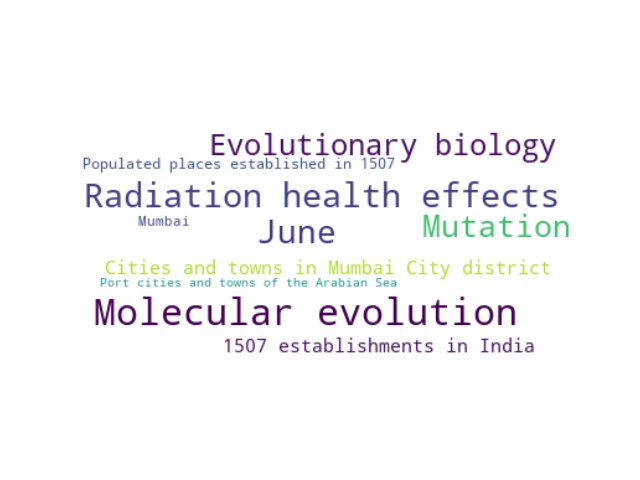 Evolutionary biology
Populated places established in 1507
Radiation health effects
Mumbai
June
Mutation
Cities and towns in Mumbai City district
Port cities and towns of the Arabian Sea
Molecular evolution
1507 establishments in India